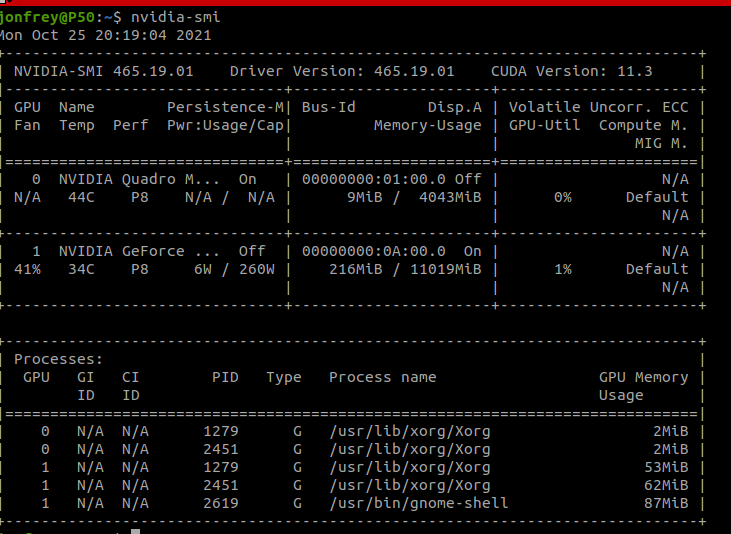 jonfrey@P50:~$ nvidia-smi
Mon Oct 25 20:19:04 2021
+-----------------------------------------------------------------------------+
| NVIDIA-SMI 465.19.01    Driver Version: 465.19.01    CUDA Version: 11.3     |
|-------------------------------+----------------------+----------------------+
| GPU  Name        Persistence-M| Bus-Id        Disp.A | Volatile Uncorr. ECC |
| Fan  Temp  Perf  Pwr:Usage/Cap|         Memory-Usage | GPU-Util  Compute M. |
|                               |                      |               MIG M. |
|===============================+======================+======================|
|   0  NVIDIA Quadro M...  On   | 00000000:01:00.0 Off |                  N/A |
| N/A   44C    P8    N/A /  N/A |      9MiB /  4043MiB |      0%      Default |
|                               |                      |                  N/A |
+-------------------------------+----------------------+----------------------+
|   1  NVIDIA GeForce ...  Off  | 00000000:0A:00.0  On |                  N/A |
| 41%   34C    P8     6W / 260W |    216MiB / 11019MiB |      1%      Default |
|                               |                      |                  N/A |
+-------------------------------+----------------------+----------------------+

+-----------------------------------------------------------------------------+
| Processes:                                                                  |
|  GPU   GI   CI        PID   Type   Process name                  GPU Memory |
|        ID   ID                                                   Usage      |
|=============================================================================|
|    0   N/A  N/A      1279      G   /usr/lib/xorg/Xorg                  2MiB |
|    0   N/A  N/A      2451      G   /usr/lib/xorg/Xorg                  2MiB |
|    1   N/A  N/A      1279      G   /usr/lib/xorg/Xorg                 53MiB |
|    1   N/A  N/A      2451      G   /usr/lib/xorg/Xorg                 62MiB |
|    1   N/A  N/A      2619      G   /usr/bin/gnome-shell               87MiB |
+-----------------------------------------------------------------------------+